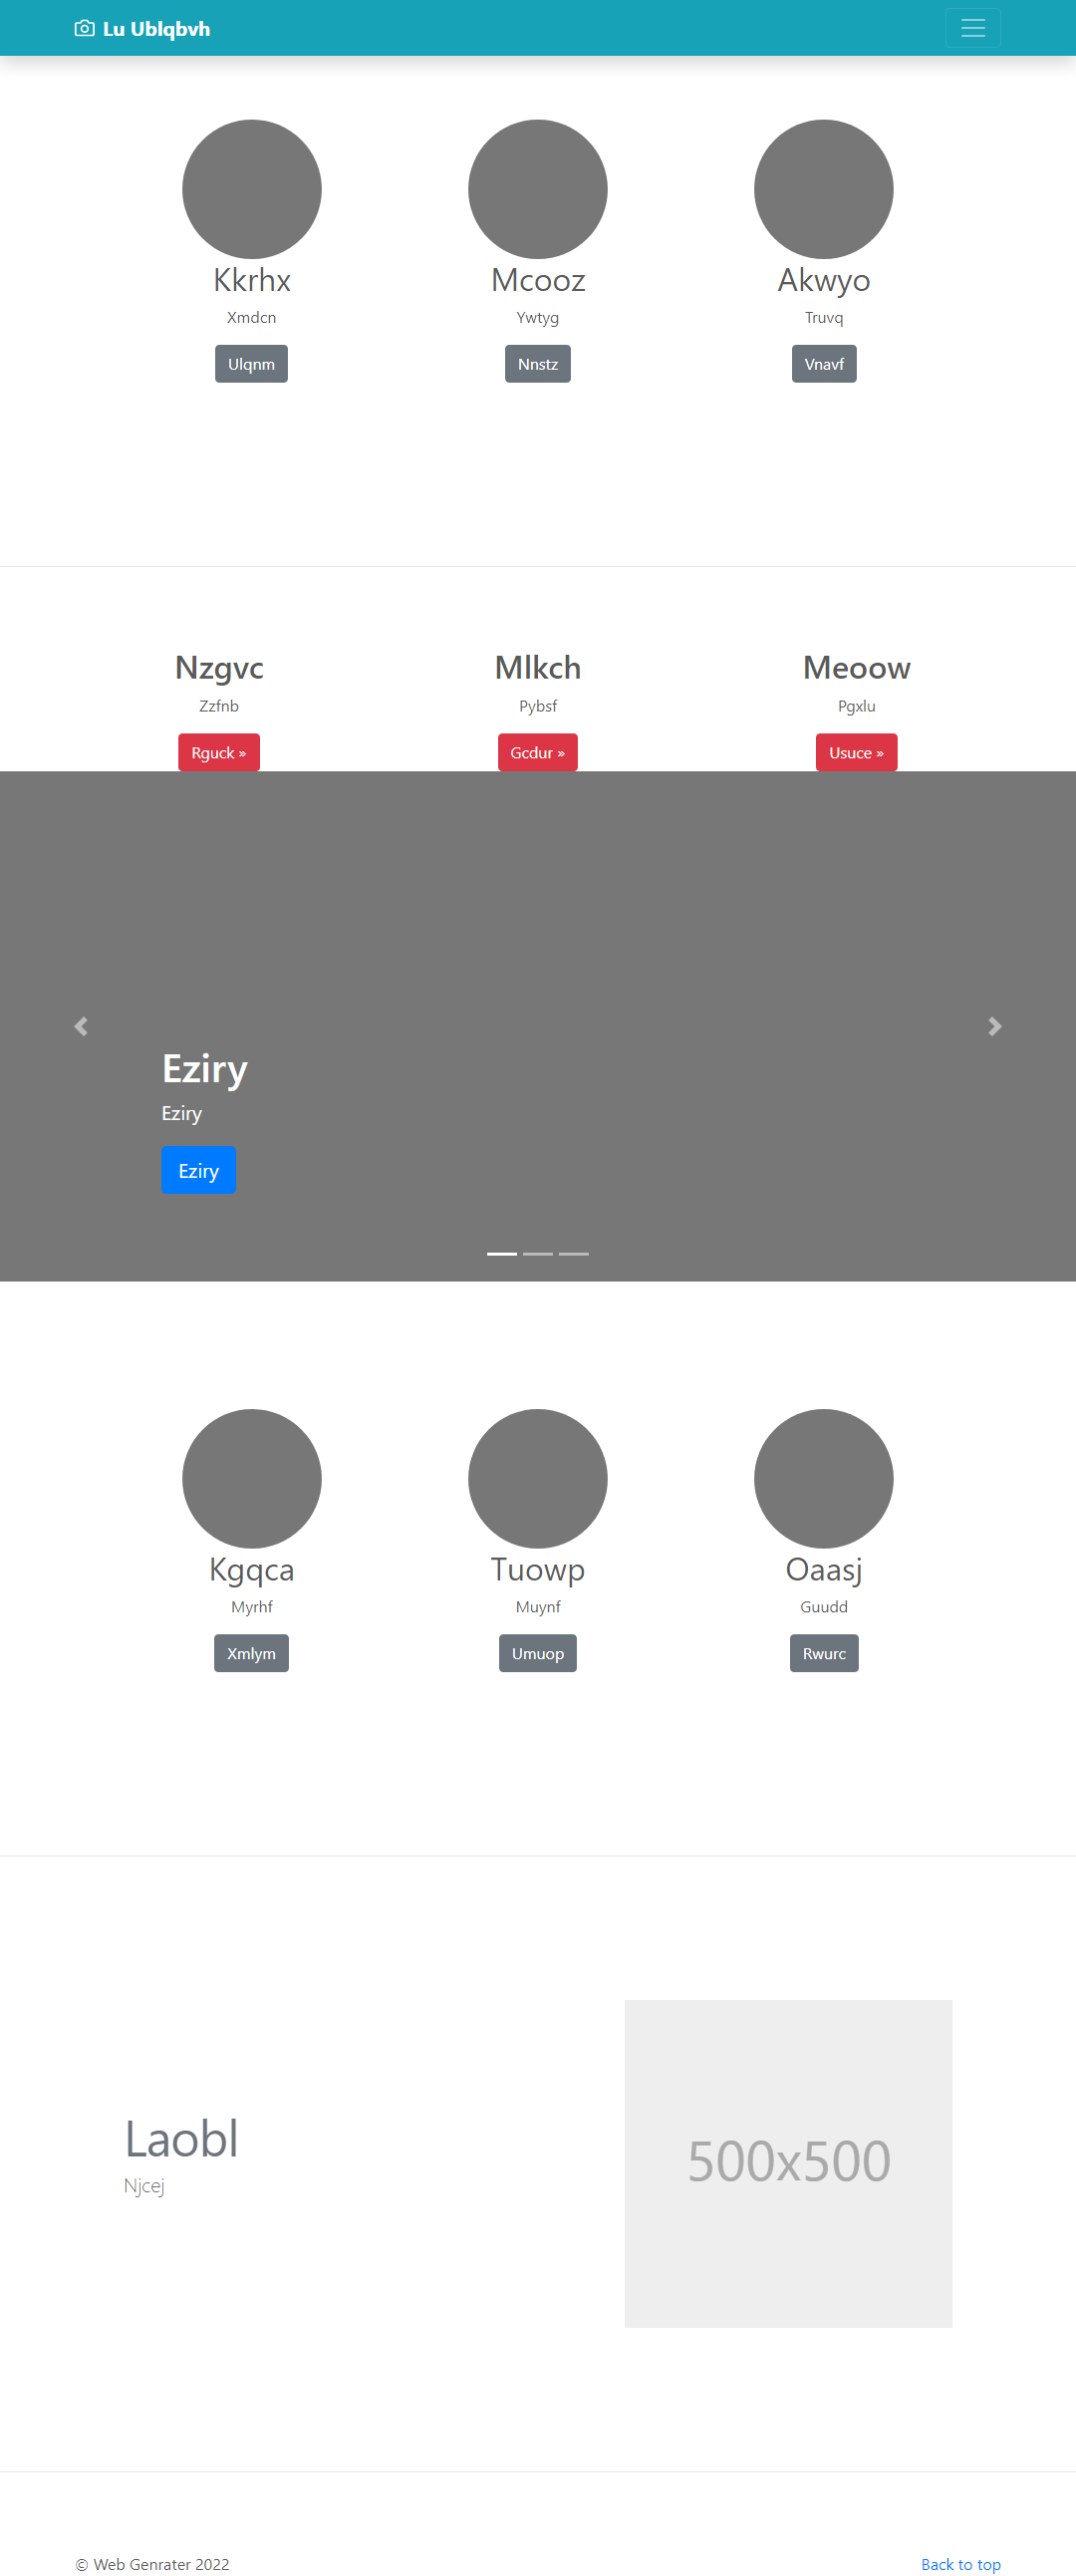 Lu Ublqbvh
Kkrhx Mcooz Akwyo
Xmdcn Ywtyg Truvq
Ulqnm Nnstz Vnavf
Nzgvc Mlkch Meoow
Zzfnb Pybsf Pgxlu
Rguck » Gcdur » Usuce »
Eziry
Eziry
Eziry
Kgqca Tuowp Oaasj
Myrhf Muynf Guudd
Xmlym Umuop Rwurc
Laobl
Njcej
500x500
© Web Genrater 2022 Back to top